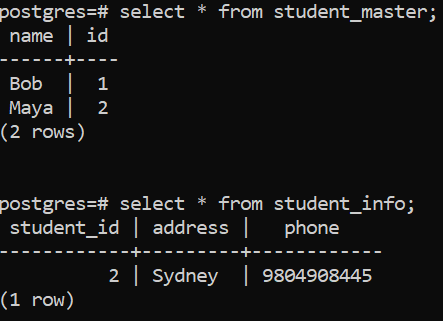 postgres=# select * from student_master;
 name | id
------+----
 Bob  |  1
 Maya |  2
(2 rows)
postgres=# select * from student_info;
 student_id | address |   phone
------------+---------+------------
          2 | Sydney  | 9804908445
(1 row)